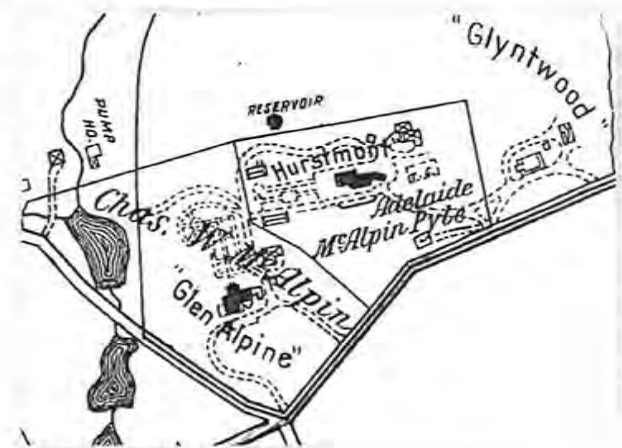 "Glyntwood"
RESERVOIR
PUMP HO.
Hurstmont
Adelaide
McAlpin Pyle
Chas. W. McAlpin
"Glen Alpine"